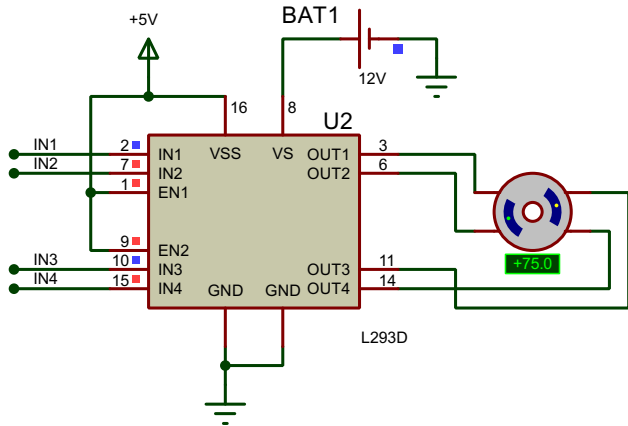 BAT1
+5V
12V
16
8
U2
IN1
2
IN1
VSS
VS
OUT1
3
IN2
7
IN2
OUT2
6
1
EN1
9
EN2
IN3
10
IN3
OUT3
11
IN4
15
IN4
GND
GND
OUT4
14
+75.0
L293D